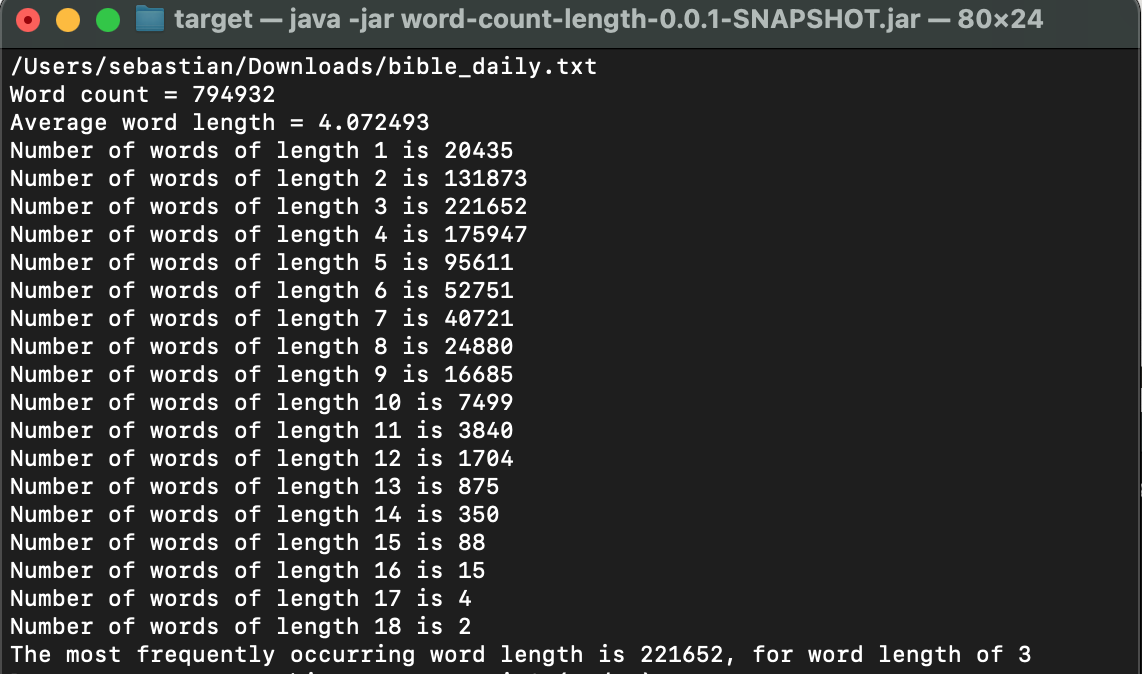 target — java -jar word-count-length-0.0.1-SNAPSHOT.jar — 80×24
/Users/sebastian/Downloads/bible_daily.txt
Word count = 794932
Average word length = 4.072493
Number of words of length 1 is 20435
Number of words of length 2 is 131873
Number of words of length 3 is 221652
Number of words of length 4 is 175947
Number of words of length 5 is 95611
Number of words of length 6 is 52751
Number of words of length 7 is 40721
Number of words of length 8 is 24880
Number of words of length 9 is 16685
Number of words of length 10 is 7499
Number of words of length 11 is 3840
Number of words of length 12 is 1704
Number of words of length 13 is 875
Number of words of length 14 is 350
Number of words of length 15 is 88
Number of words of length 16 is 15
Number of words of length 17 is 4
Number of words of length 18 is 2
The most frequently occurring word length is 221652, for word length of 3